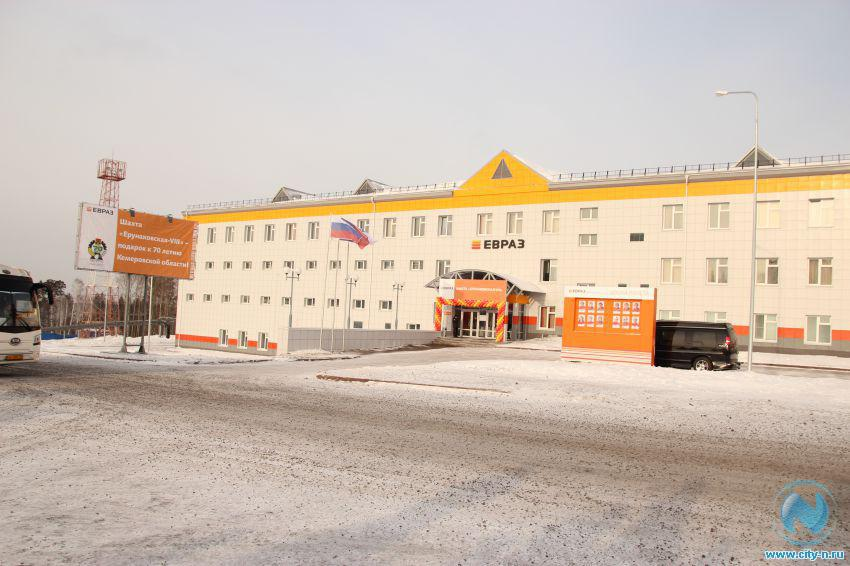 ЕВРАЗ
Шахта
«Ерунаковская-VIII» –
подарок к 70 летию
Кемеровской области!
ЕВРАЗ
www.city-n.ru